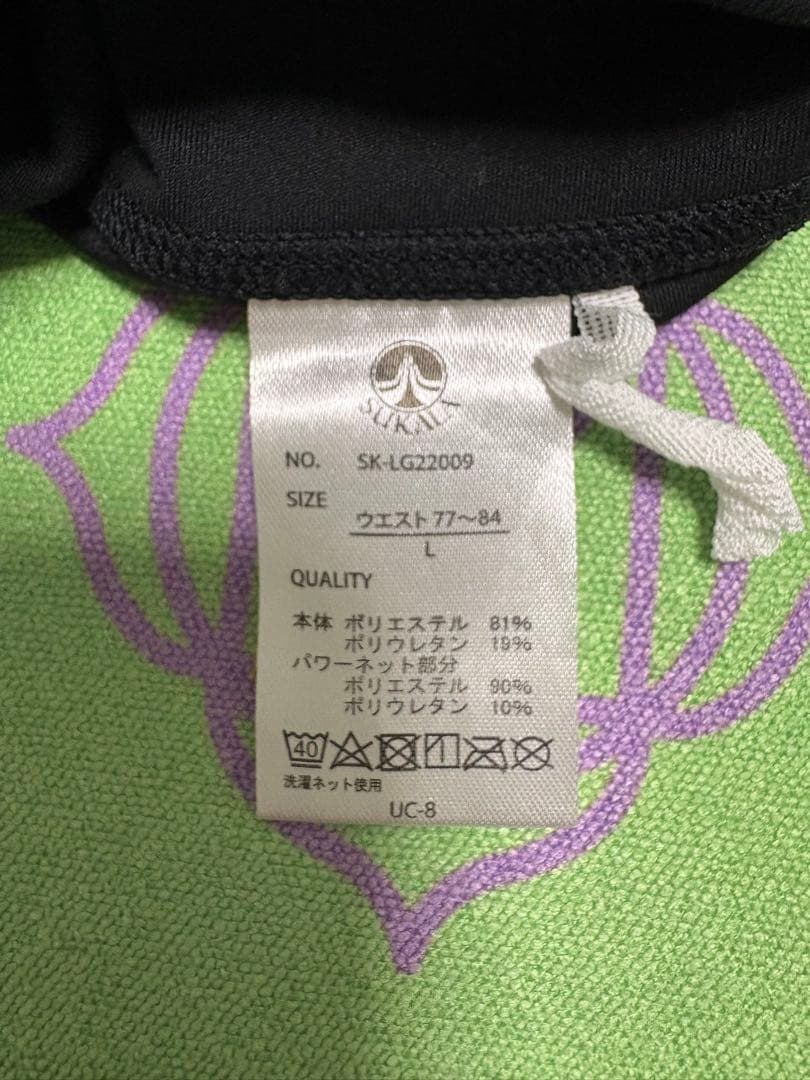 SUKALA
NO. SK-LG22009
SIZE
ウエスト77〜84
L
QUALITY
本体 ポリエステル 81%
ポリウレタン 19%
パワーネット部分
ポリエステル 90%
ポリウレタン 10%
40
洗濯ネット使用
UC-8